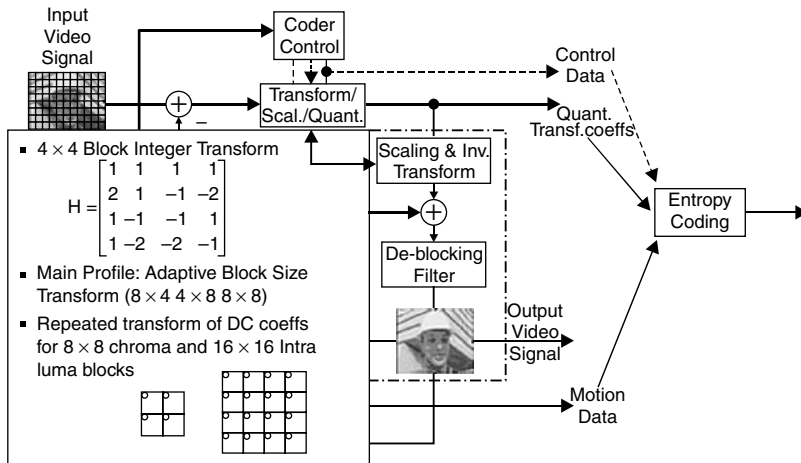 Input
Video
Signal
Coder
Control
Control
Data
Transform/
Scal./Quant.
Quant.
Transf.coeffs
–
4 × 4 Block Integer Transform
H =
1 1 1 1
2 1 –1 –2
1 –1 –1 1
1 –2 –2 –1
Main Profile: Adaptive Block Size
Transform (8 × 4 4 × 8 8 × 8)
Repeated transform of DC coeffs
for 8 × 8 chroma and 16 × 16 Intra
luma blocks
Scaling & Inv.
Transform
Entropy
Coding
De-blocking
Filter
Output
Video
Signal
Motion
Data